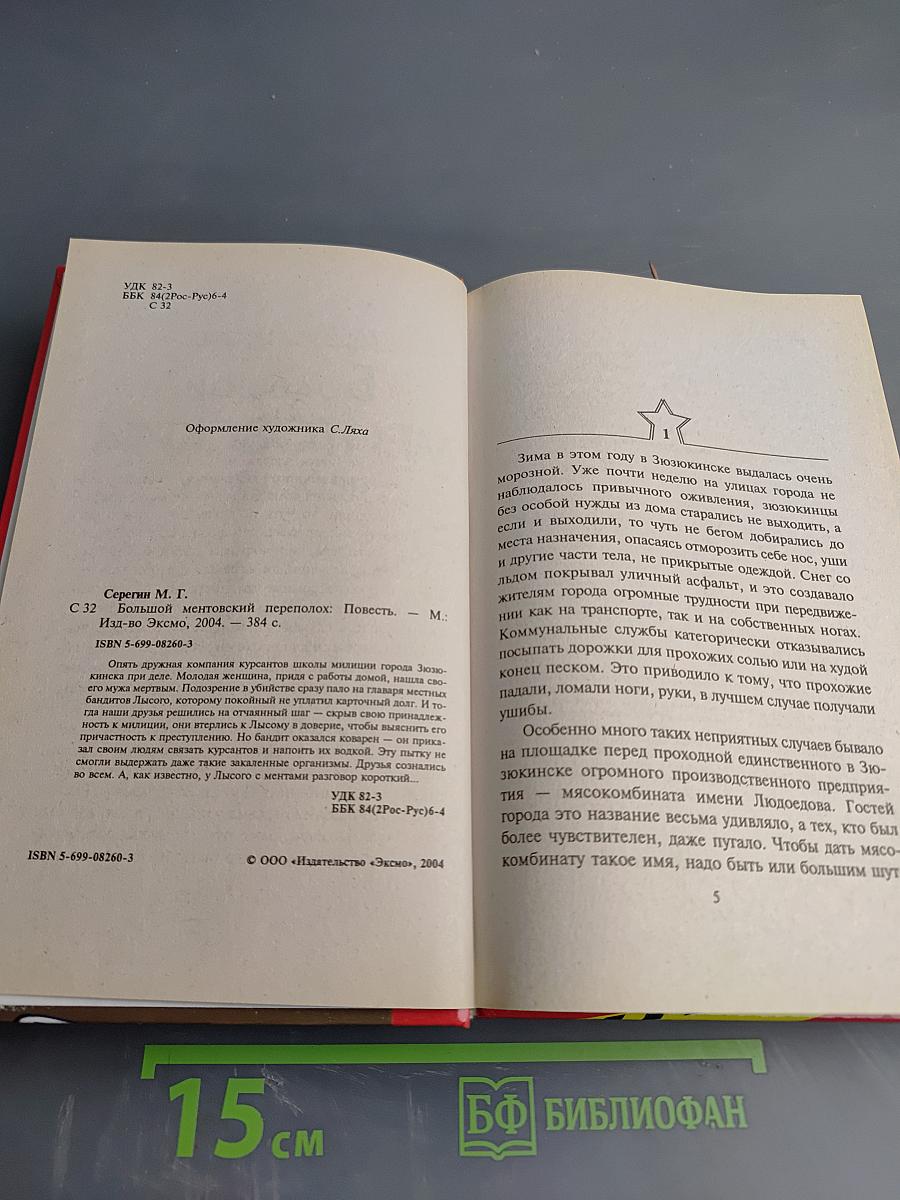 УДК 82-3
ББК 84(2Рос-Рус)6-4
С 32
Оформление художника С.Ляха
Серегин М. Г.
С 32 Большой ментовский переполох: Повесть. — М.:
Изд-во Эксмо, 2004. — 384 с.
ISBN 5-699-08260-3
Опять дружная компания курсантов школы милиции города Зюзю-
кинска при деле. Молодая женщина, придя с работы домой, нашла сво-
его мужа мертвым. Подозрение в убийстве сразу пало на главаря местных
бандитов Лысого, которому покойный не уплатил карточный долг. И то-
гда наши друзья решились на отчаянный шаг — скрыв свою принадлеж-
ность к милиции, они втерлись к Лысому в доверие, чтобы выяснить его
причастность к преступлению. Но бандит оказался коварен — он прика-
зал своим людям связать курсантов и напоить их водкой. Эту пытку не
смогли выдержать даже такие закаленные организмы. Друзья сознались
во всем. А, как известно, у Лысого с ментами разговор короткий...
УДК 82-3
ББК 84(2Рос-Рус)6-4
ISBN 5-699-08260-3
© ООО «Издательство «Эксмо», 2004
1
Зима в этом году в Зюзюкинске выдалась очень
морозной. Уже почти неделю на улицах города не
наблюдалось привычного оживления, зюзюкинцы
без особой нужды из дома старались не выходить, а
если и выходили, то чуть не бегом добирались до
места назначения, опасаясь отморозить себе нос, уши
и другие части тела, не прикрытые одеждой. Снег со
льдом покрывал уличный асфальт, и это создавало
жителям города огромные трудности при передвиже-
нии как на транспорте, так и на собственных ногах.
Коммунальные службы категорически отказывались
посыпать дорожки для прохожих солью или на худой
конец песком. Это приводило к тому, что прохожие
падали, ломали ноги, руки, в лучшем случае получали
ушибы.
Особенно много таких неприятных случаев бывало
на площадке перед проходной единственного в Зю-
зюкинске огромного производственного предприя-
тия — мясокомбината имени Людоедова. Гостей
города это название весьма удивляло, а тех, кто был
более чувствителен, даже пугало. Чтобы дать мясо-
комбинату такое имя, надо быть или большим шут
5
15 см
БФ БИБЛИОФАН